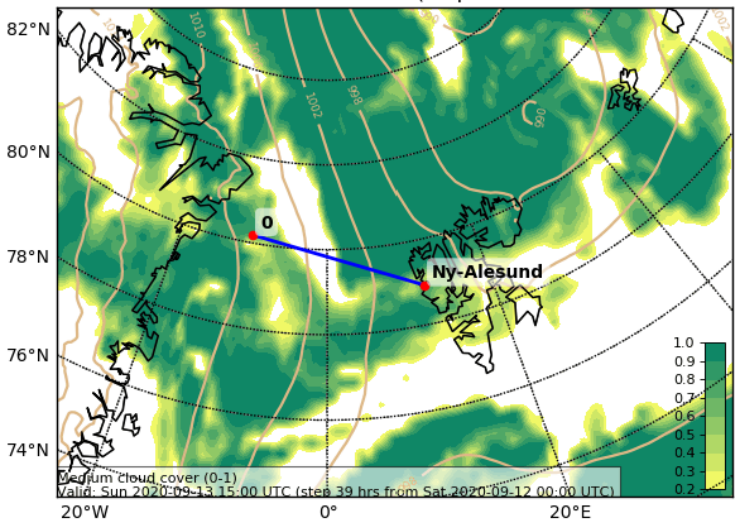 82°N
80°N
78°N
76°N
74°N
20°W
0°
20°E
1010
1002
998
990
0
Ny-Alesund
1.0
0.9
0.8
0.7
0.6
0.5
0.4
0.3
0.2
Medium cloud cover (0-1)
Valid: Sun 2020-09-13 15:00 UTC (step 39 hrs from Sat 2020-09-12 00:00 UTC)